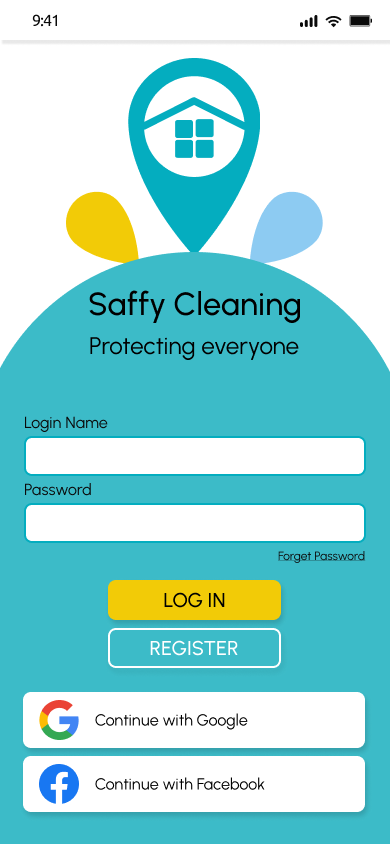 9:41
Saffy Cleaning
Protecting everyone
Login Name
Password
Forget Password
LOG IN
REGISTER
Continue with Google
Continue with Facebook